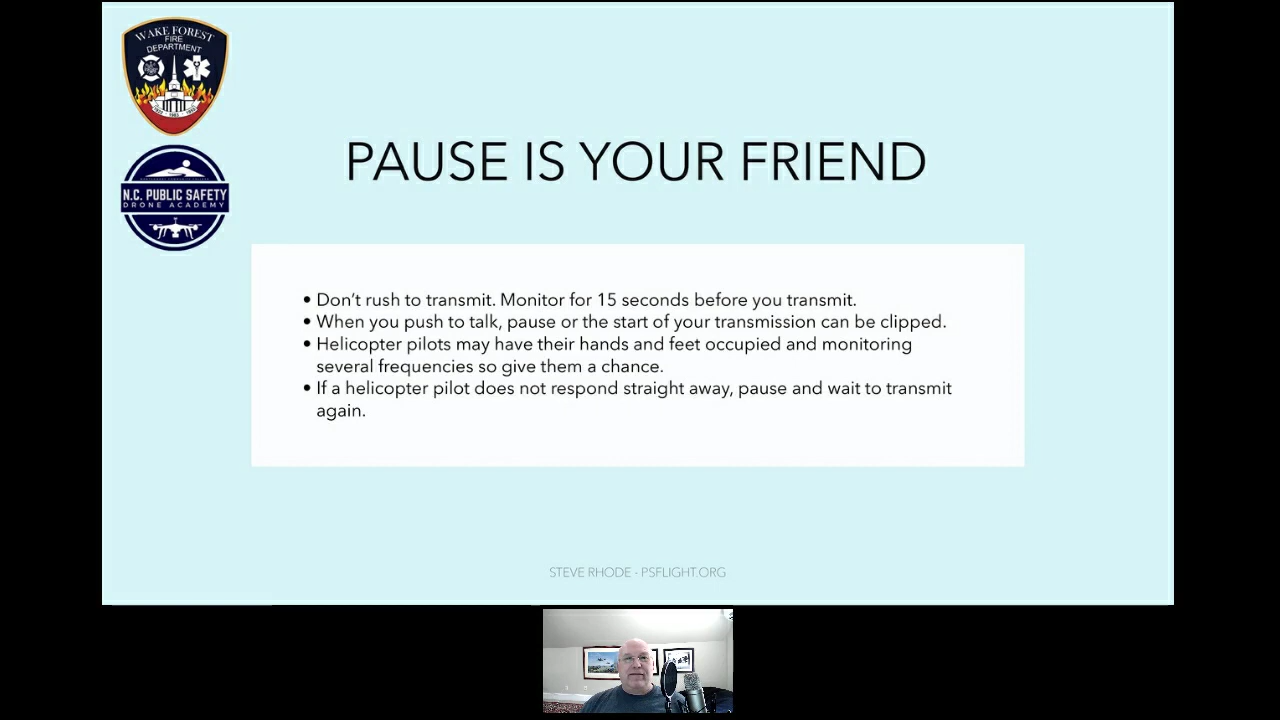 WAKE FOREST
FIRE
DEPARTMENT
N.C. PUBLIC SAFETY
DRONE ACADEMY
PAUSE IS YOUR FRIEND
• Don’t rush to transmit. Monitor for 15 seconds before you transmit.
• When you push to talk, pause or the start of your transmission can be clipped.
• Helicopter pilots may have their hands and feet occupied and monitoring
several frequencies so give them a chance.
• If a helicopter pilot does not respond straight away, pause and wait to transmit
again.
STEVE RHODE - PSFLIGHT.ORG